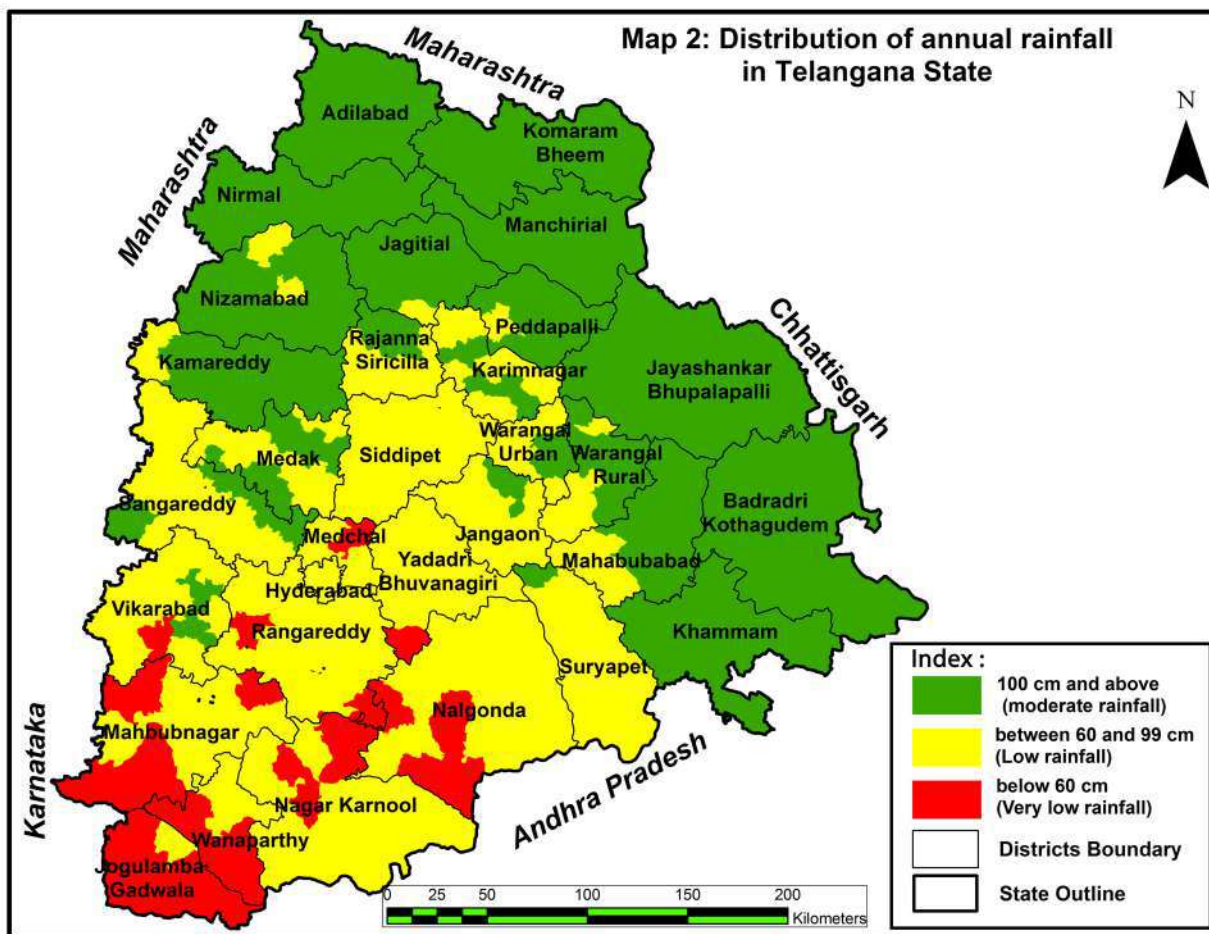 Map 2: Distribution of annual rainfall
in Telangana State
Maharashtra
N
Adilabad
Komaram
Bheem
Maharashtra
Nirmal
Manchirial
Jagitial
Nizamabad
Chhattisgarh
Peddapalli
Rajanna
Siricilla
Kamareddy
Karimnagar
Jayashankar
Bhupalapalli
Warangal
Urban
Siddipet
Medak
Warangal
Rural
Sangareddy
Badradri
Kothagudem
Medchal
Jangaon
Yadadri
Bhuvanagiri
Mahabubabad
Hyderabad
Vikarabad
Rangareddy
Khammam
Suryapet
Nalgonda
Mahbubnagar
Karnataka
Andhra Pradesh
Nagar Karnool
Wanaparthy
Jogulamba
Gadwala
Index :
100 cm and above
(moderate rainfall)
between 60 and 99 cm
(Low rainfall)
below 60 cm
(Very low rainfall)
Districts Boundary
State Outline
0 25 50 100 150 200
Kilometers